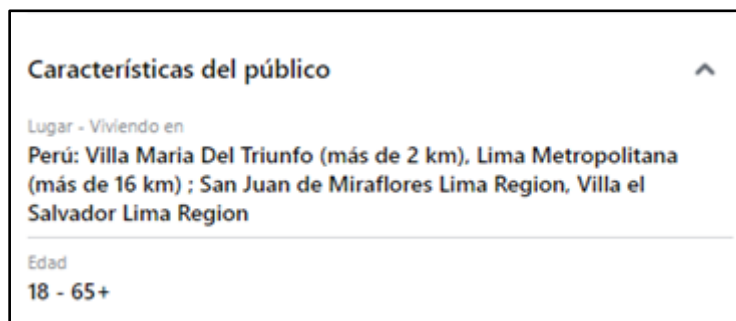 Características del público
Lugar - Viviendo en
Perú: Villa Maria Del Triunfo (más de 2 km), Lima Metropolitana
(más de 16 km) ; San Juan de Miraflores Lima Region, Villa el
Salvador Lima Region
Edad
18 - 65+